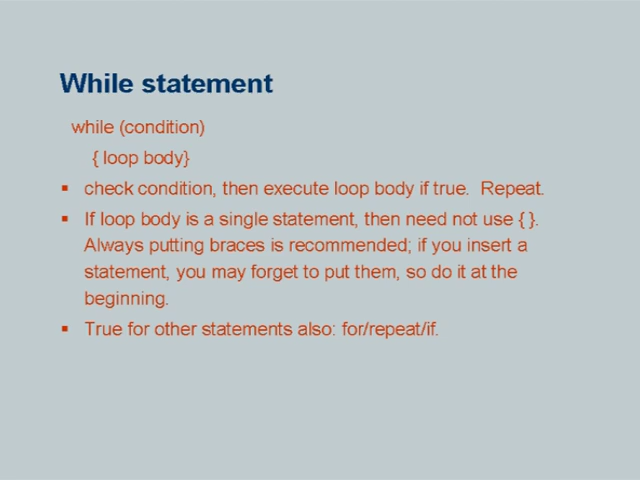 While statement
while (condition)
{ loop body}
▪ check condition, then execute loop body if true. Repeat.
▪ If loop body is a single statement, then need not use { }.
Always putting braces is recommended; if you insert a
statement, you may forget to put them, so do it at the
beginning.
▪ True for other statements also: for/repeat/if.